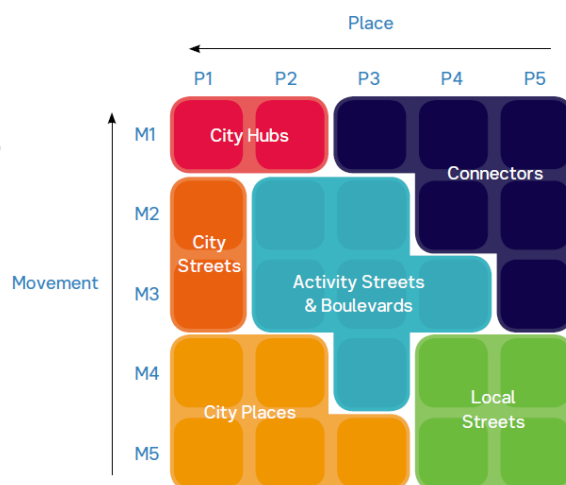 Place
P1 P2 P3 P4 P5
M1
City Hubs
Connectors
M2
City
Streets
Movement
M3
Activity Streets
& Boulevards
M4
City Places
Local
Streets
M5